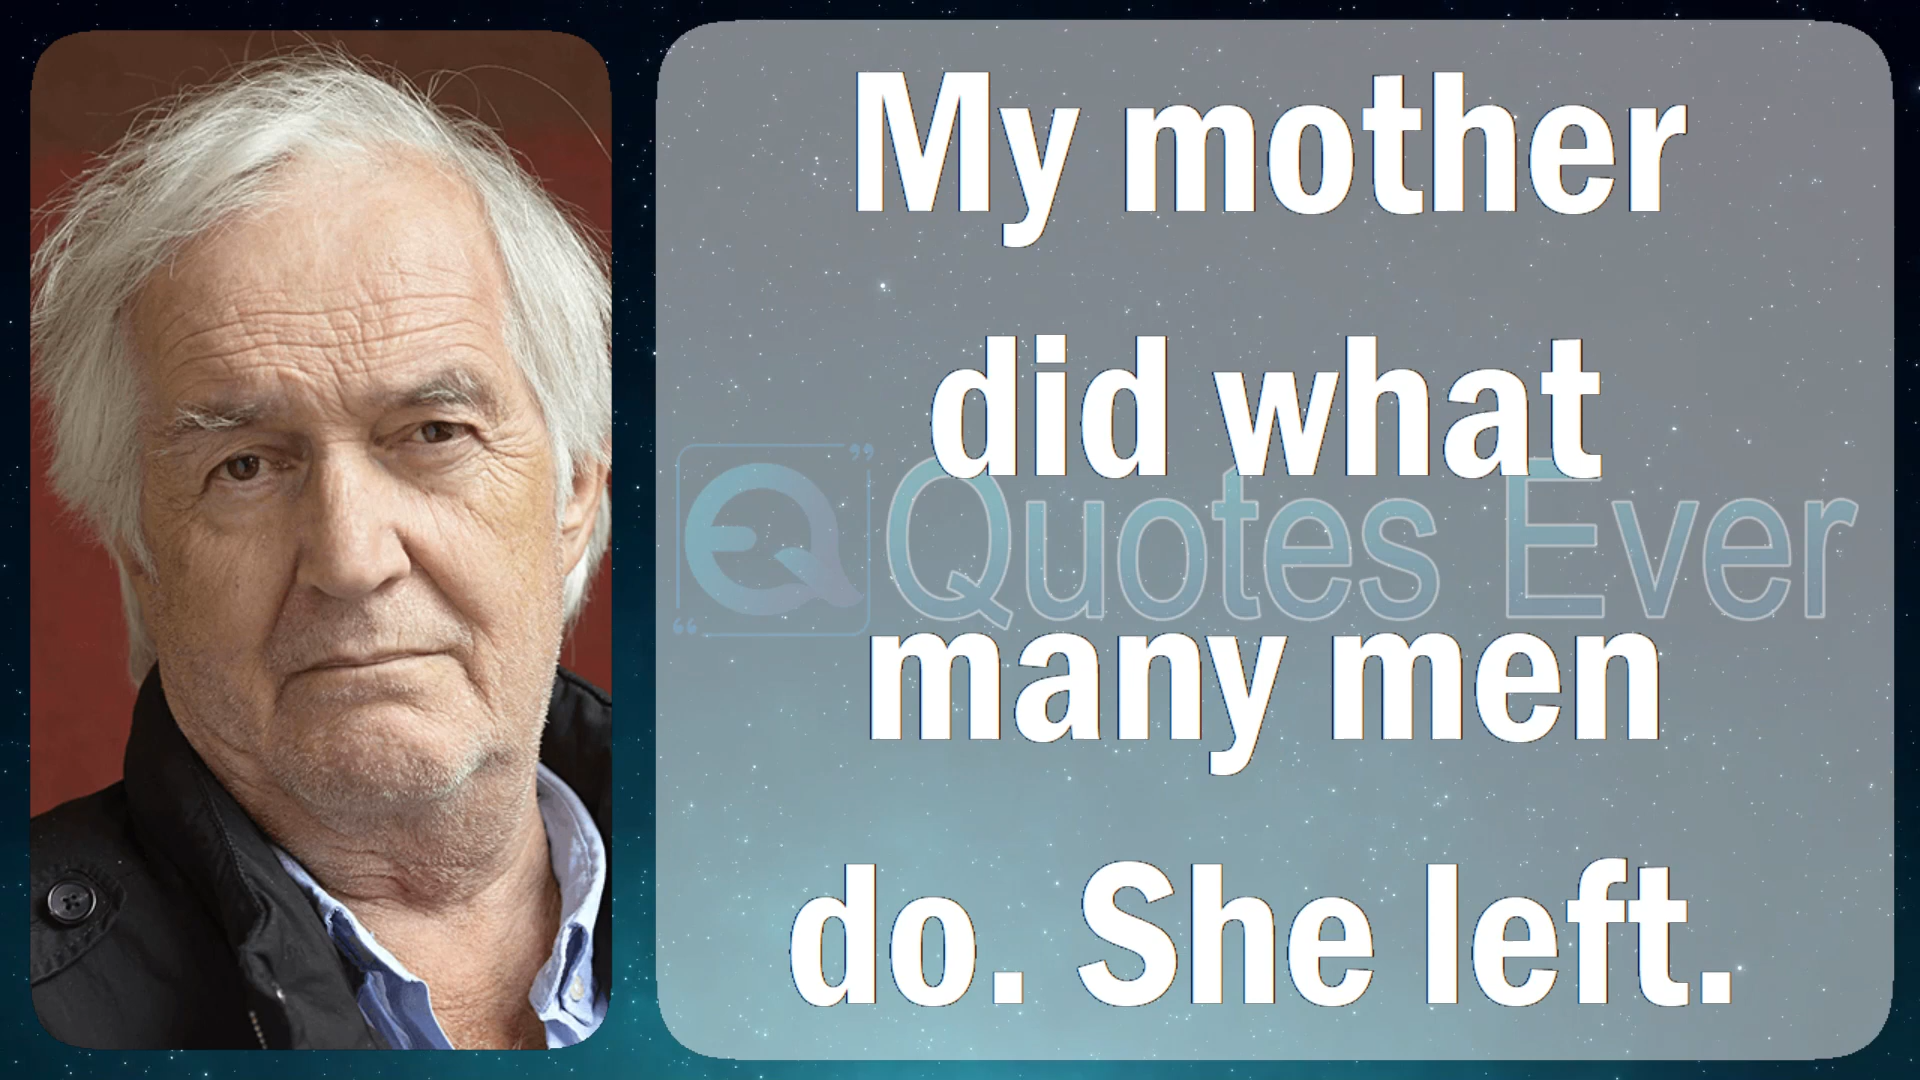 My mother
did what
Quotes Ever
many men
do. She left.